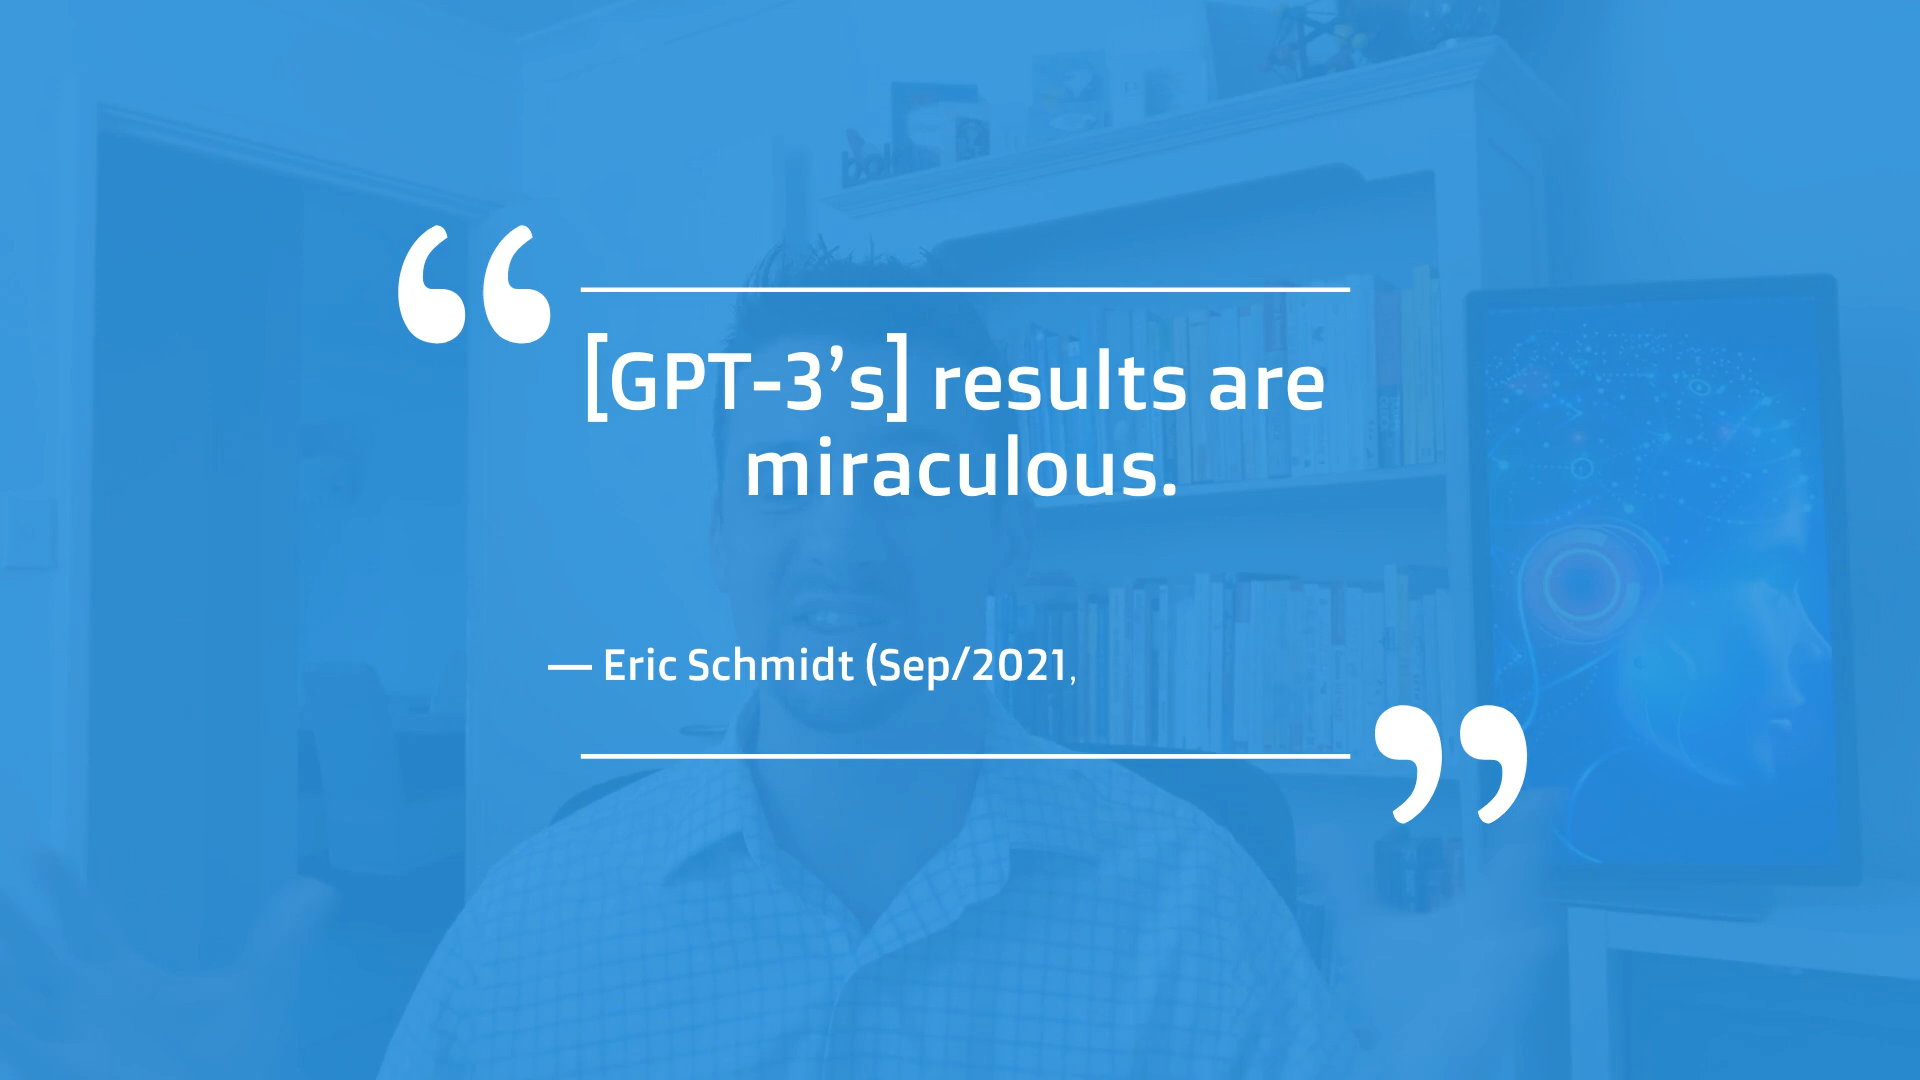 “
[GPT-3’s] results are
miraculous.
— Eric Schmidt (Sep/2021,
”